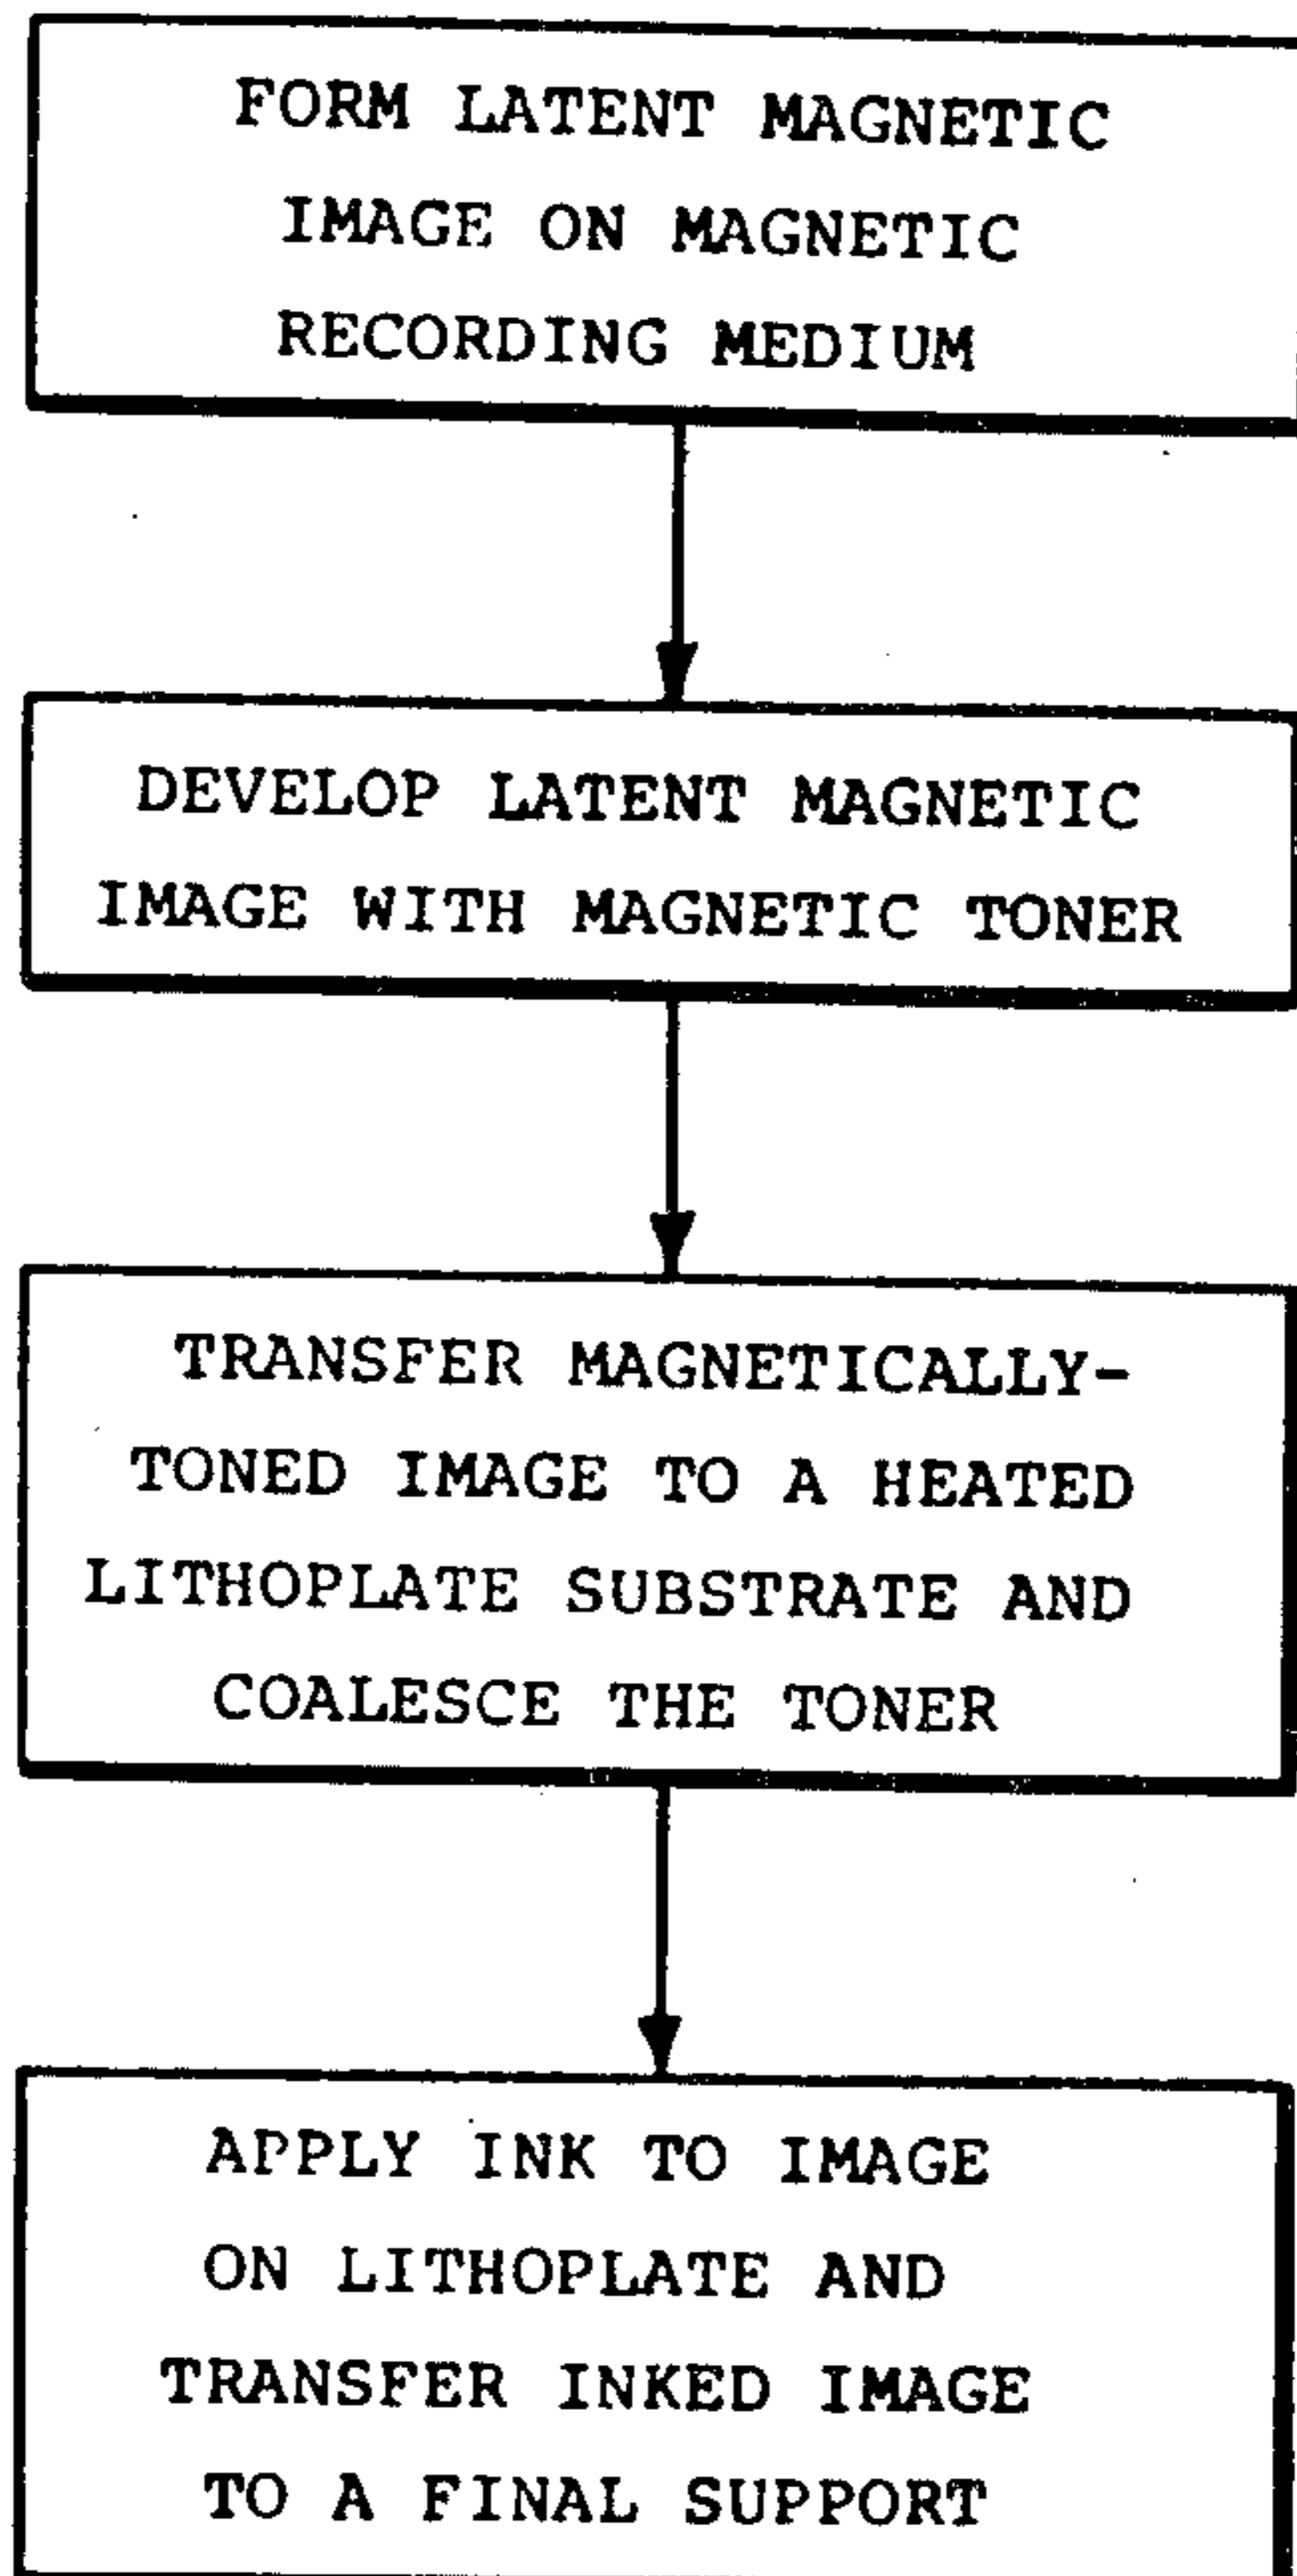 FORM LATENT MAGNETIC
IMAGE ON MAGNETIC
RECORDING MEDIUM
DEVELOP LATENT MAGNETIC
IMAGE WITH MAGNETIC TONER
TRANSFER MAGNETICALLY-
TONED IMAGE TO A HEATED
LITHOPLATE SUBSTRATE AND
COALESCE THE TONER
APPLY INK TO IMAGE
ON LITHOPLATE AND
TRANSFER INKED IMAGE
TO A FINAL SUPPORT